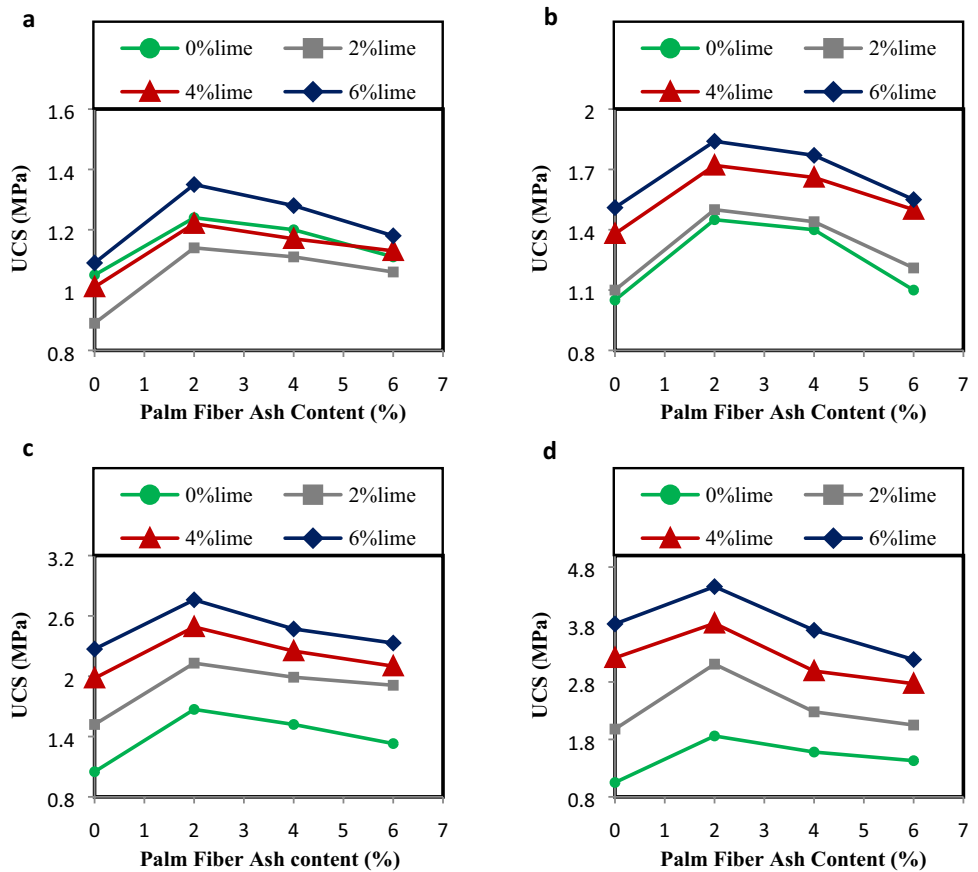 a
0%lime 2%lime
4%lime 6%lime
1.6
1.4
1.2
1
0.8
UCS (MPa)
0 1 2 3 4 5 6 7
Palm Fiber Ash Content (%)
b
0%lime 2%lime
4%lime 6%lime
2
1.7
1.4
1.1
0.8
UCS (MPa)
0 1 2 3 4 5 6 7
Palm Fiber Ash Content (%)
c
0%lime 2%lime
4%lime 6%lime
3.2
2.6
2
1.4
0.8
UCS (MPa)
0 1 2 3 4 5 6 7
Palm Fiber Ash content (%)
d
0%lime 2%lime
4%lime 6%lime
4.8
3.8
2.8
1.8
0.8
UCS (MPa)
0 1 2 3 4 5 6 7
Palm Fiber Ash Content (%)